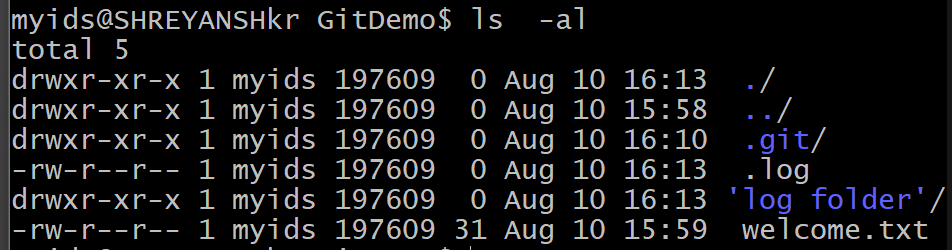 myids@SHREYANSHkr GitDemo$ ls  -al
total 5
drwxr-xr-x 1 myids 197609  0 Aug 10 16:13  ./
drwxr-xr-x 1 myids 197609  0 Aug 10 15:58  ../
drwxr-xr-x 1 myids 197609  0 Aug 10 16:10  .git/
-rw-r--r-- 1 myids 197609  0 Aug 10 16:13  .log
drwxr-xr-x 1 myids 197609  0 Aug 10 16:13 'log folder'/
-rw-r--r-- 1 myids 197609 31 Aug 10 15:59  welcome.txt